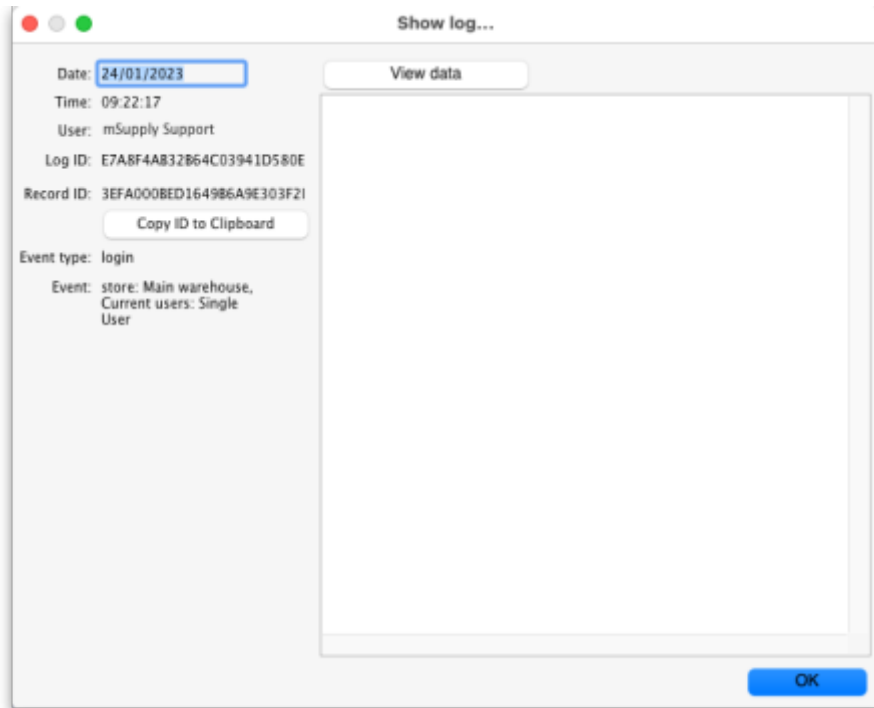 Show log...
Date: 24/01/2023
View data
Time: 09:22:17
User: mSupply Support
Log ID: E7A8F4AB32B64C03941D580E
Record ID: 3EFA000BED1649B6A9E303F2
Copy ID to Clipboard
Event type: login
Event: store: Main warehouse,
Current users: Single
User
OK